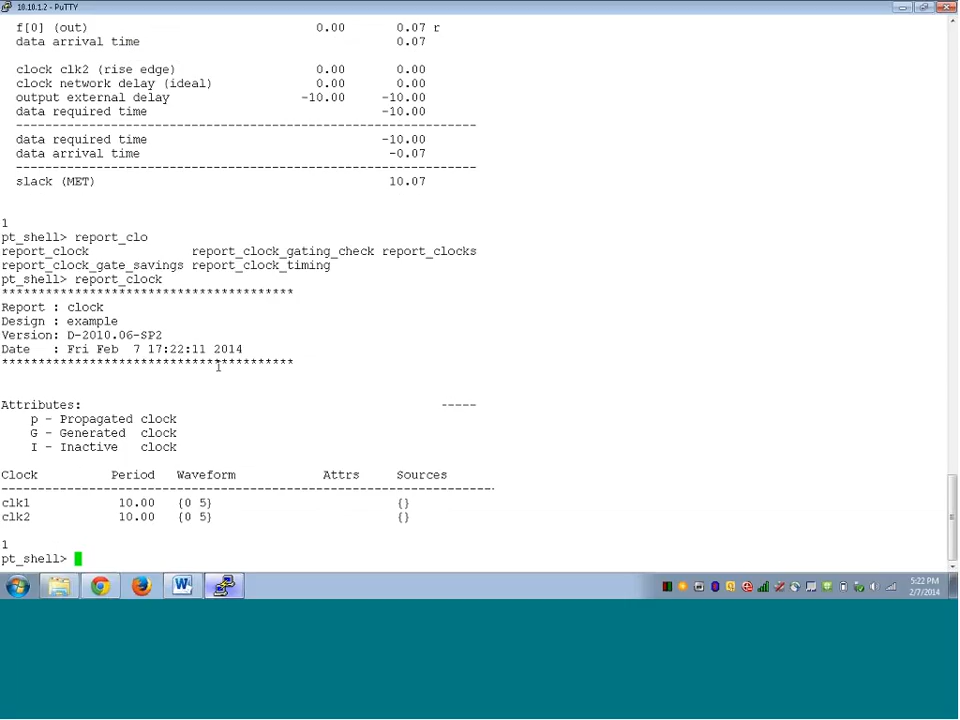 10.10.1.2 - PuTTY
f[0] (out) 0.00 0.07 r
data arrival time 0.07
clock clk2 (rise edge) 0.00 0.00
clock network delay (ideal) 0.00 0.00
output external delay -10.00 -10.00
data required time -10.00
---------------------------------------------------------------
data required time -10.00
data arrival time -0.07
---------------------------------------------------------------
slack (MET) 10.07
1
pt_shell> report_clo
report_clock report_clock_gating_check report_clocks
report_clock_gate_savings report_clock_timing
pt_shell> report_clock
****************************************
Report : clock
Design : example
Version: D-2010.06-SP2
Date : Fri Feb 7 17:22:11 2014
****************************************
Attributes: -----
p - Propagated clock
G - Generated clock
I - Inactive clock
Clock Period Waveform Attrs Sources
-------------------------------------------------------------------
clk1 10.00 {0 5} {}
clk2 10.00 {0 5} {}
1
pt_shell>
5:22 PM
2/7/2014